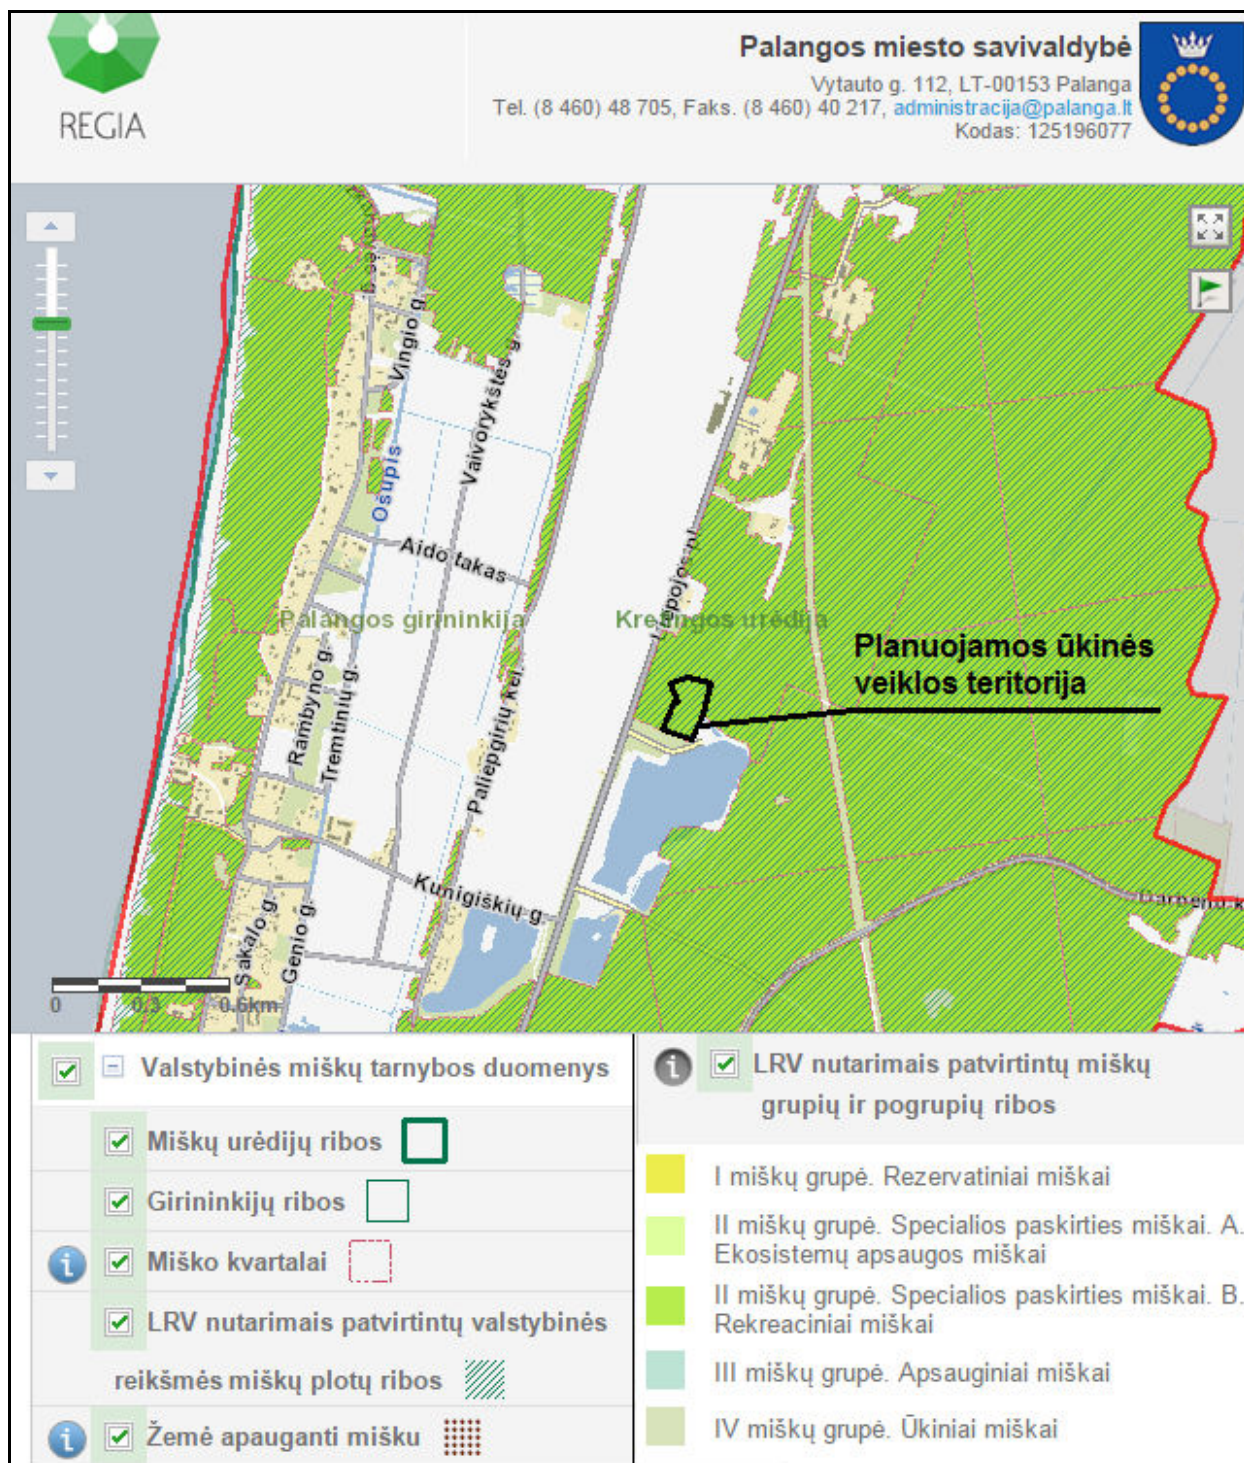 REGIA
Palangos miesto savivaldybė
Vytauto g. 112, LT-00153 Palanga
Tel. (8 460) 48 705, Faks. (8 460) 40 217, administracija@palanga.lt
Kodas: 125196077
Vingio g.
Vaivorykštės g.
Ošupis
Aido takas
Liepojos pl.
Palangos girininkija
Kretingos urėdija
Planuojamos ūkinės
veiklos teritorija
Rambyno g.
Tremtinių g.
Paliepgirių kel.
Kunigiškių g.
Sakalo g.
Genio g.
0 0.3 0.6km
Valstybinės miškų tarnybos duomenys
Miškų urėdijų ribos
Girininkijų ribos
Miško kvartalai
LRV nutarimais patvirtintų valstybinės
reikšmės miškų plotų ribos
Žemė apauganti mišku
LRV nutarimais patvirtintų miškų
grupių ir pogrupių ribos
I miškų grupė. Rezervatiniai miškai
II miškų grupė. Specialios paskirties miškai. A.
Ekosistemų apsaugos miškai
II miškų grupė. Specialios paskirties miškai. B.
Rekreaciniai miškai
III miškų grupė. Apsauginiai miškai
IV miškų grupė. Ūkiniai miškai